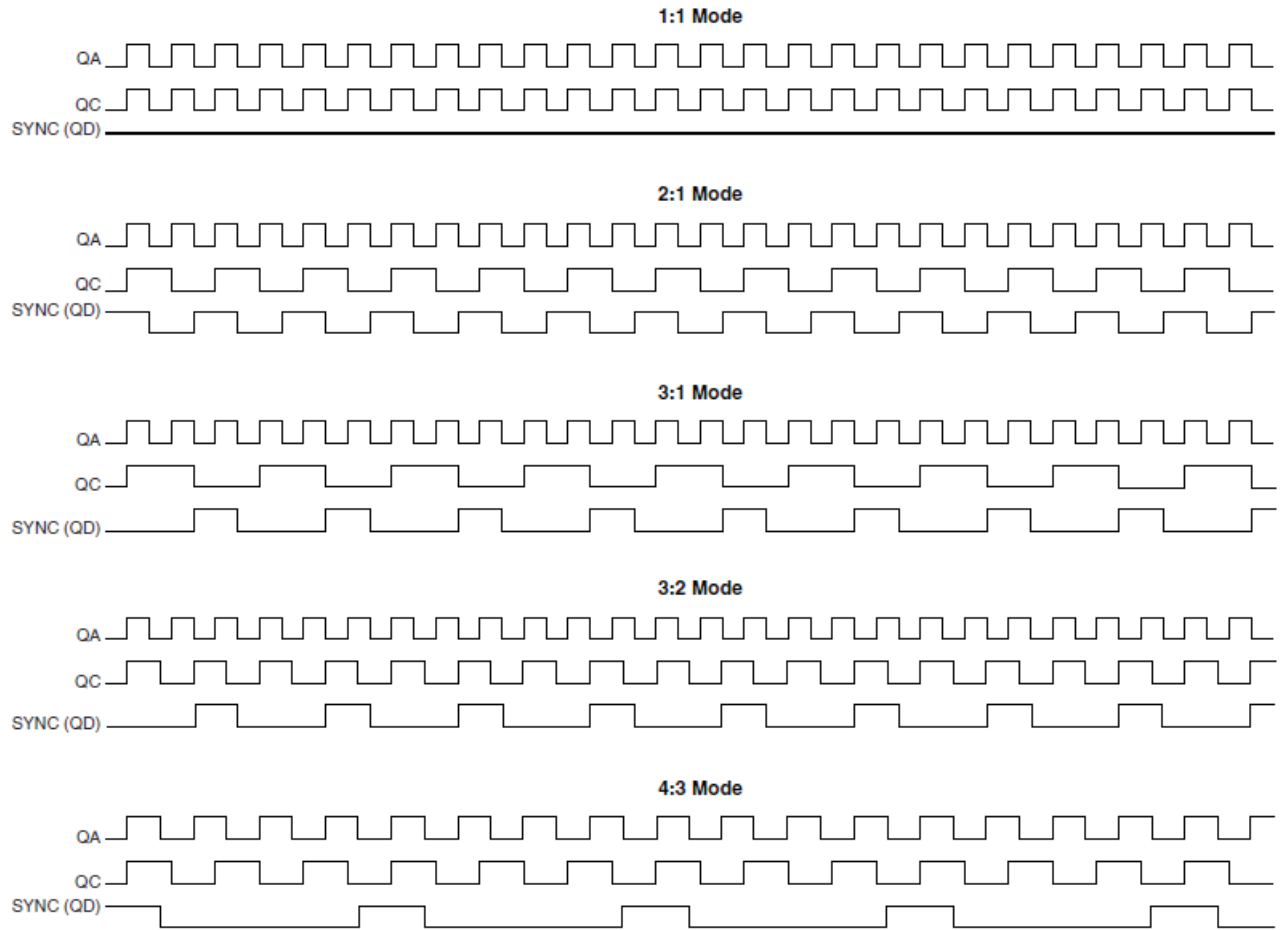 1:1 Mode
QA
QC
SYNC (QD)
2:1 Mode
QA
QC
SYNC (QD)
3:1 Mode
QA
QC
SYNC (QD)
3:2 Mode
QA
QC
SYNC (QD)
4:3 Mode
QA
QC
SYNC (QD)